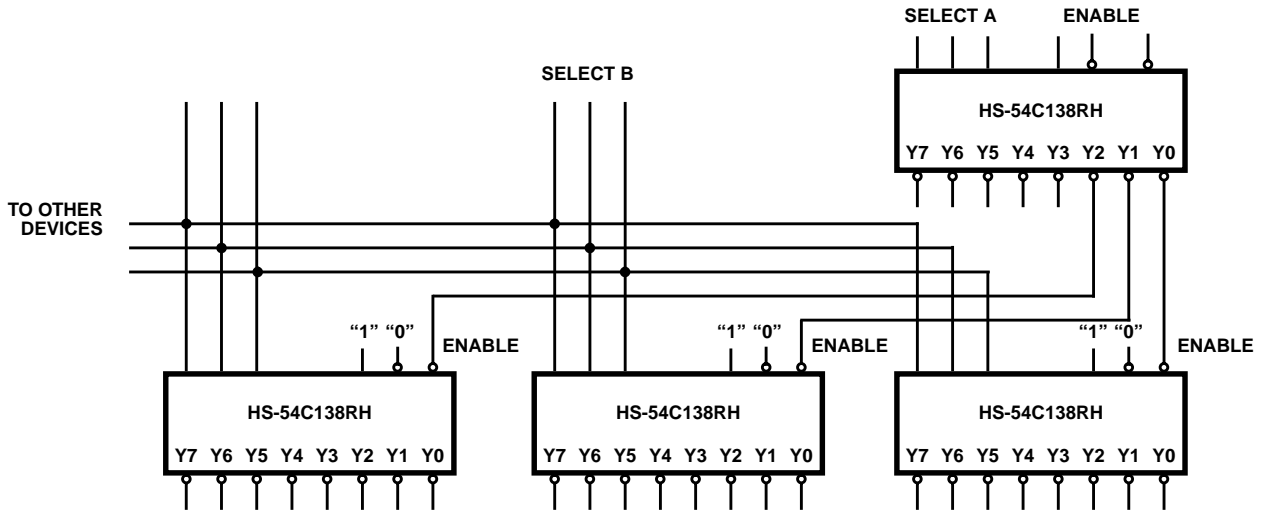 SELECT A ENABLE
SELECT B
HS-54C138RH
Y7 Y6 Y5 Y4 Y3 Y2 Y1 Y0
TO OTHER
DEVICES
“1” “0” “1” “0” “1” “0”
ENABLE ENABLE ENABLE
HS-54C138RH HS-54C138RH HS-54C138RH
Y7 Y6 Y5 Y4 Y3 Y2 Y1 Y0 Y7 Y6 Y5 Y4 Y3 Y2 Y1 Y0 Y7 Y6 Y5 Y4 Y3 Y2 Y1 Y0